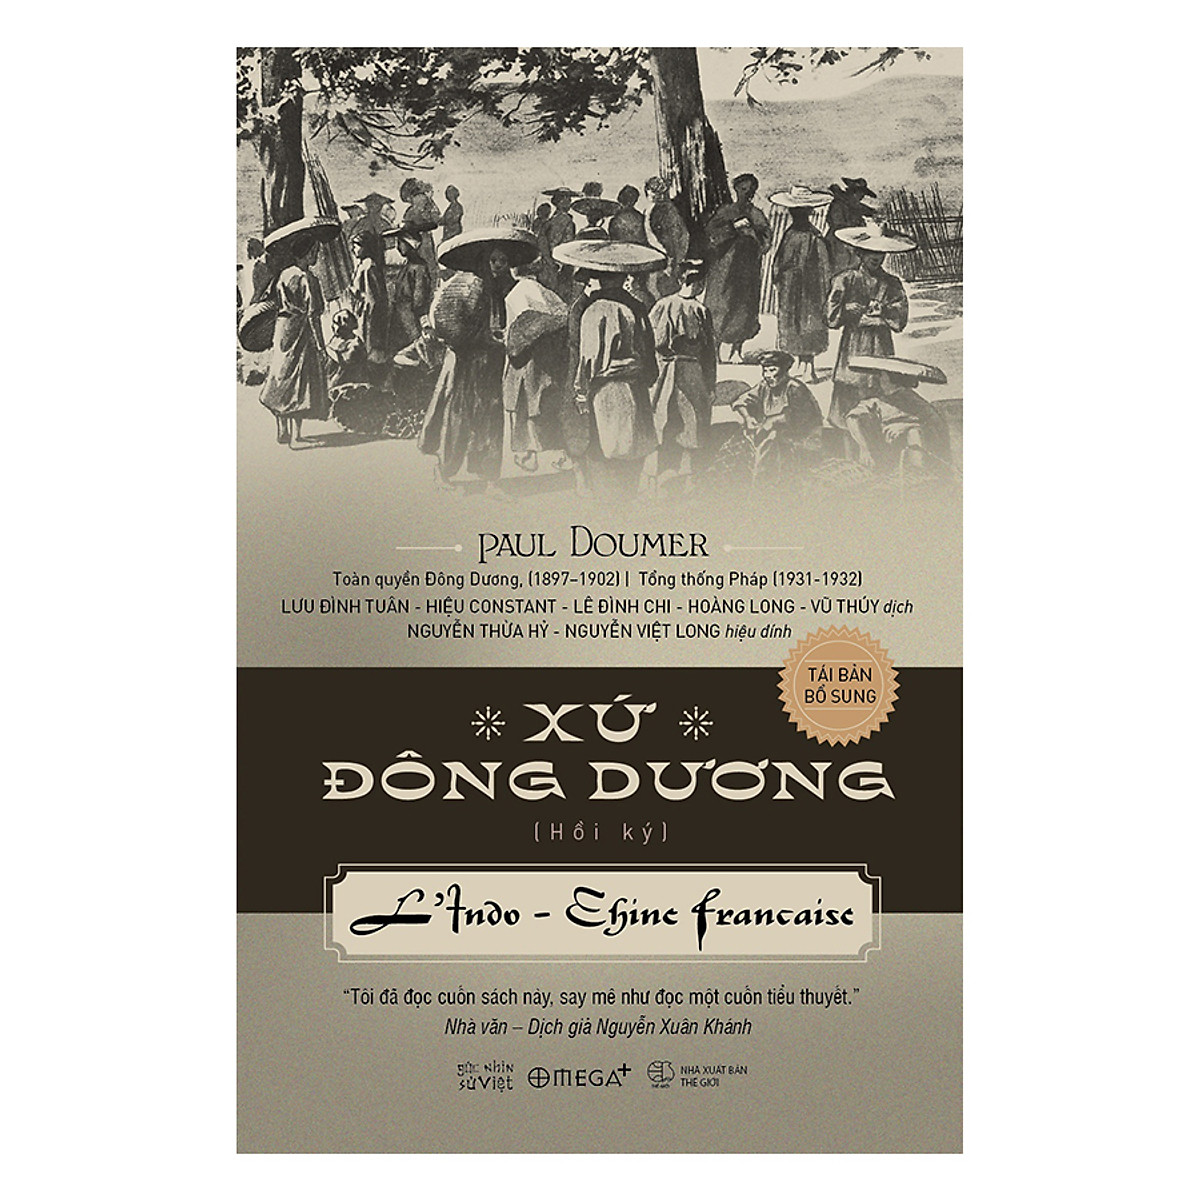 PAUL DOUMER
Toàn quyền Đông Dương, (1897–1902) | Tổng thống Pháp (1931-1932)
LƯU ĐÌNH TUÂN - HIỆU CONSTANT - LÊ ĐÌNH CHI - HOÀNG LONG - VŨ THÚY dịch
NGUYỄN THỪA HỶ - NGUYỄN VIỆT LONG hiệu đính
TÁI BẢN
BỔ SUNG
XỨ
ĐÔNG DƯƠNG
(Hồi ký)
L'Indo - Chine francaise
“Tôi đã đọc cuốn sách này, say mê như đọc một cuốn tiểu thuyết.”
Nhà văn – Dịch giả Nguyễn Xuân Khánh
góc nhìn
sử việt
OMEGA+
NHÀ XUẤT BẢN
THẾ GIỚI
THẾ GIỚI